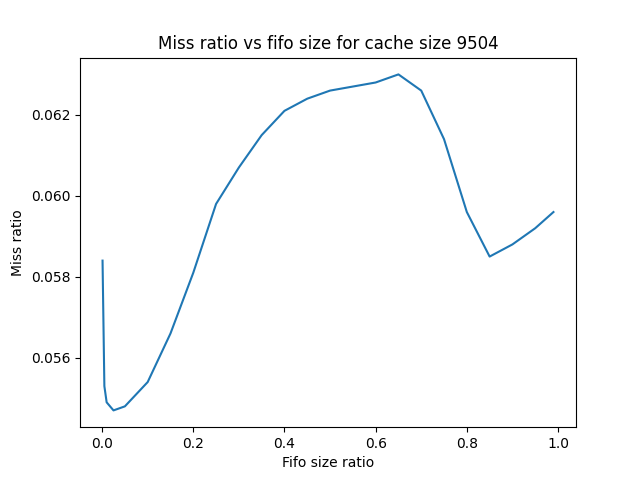 Miss ratio vs fifo size for cache size 9504
0.062
0.060
0.058
0.056
Miss ratio
0.0 0.2 0.4 0.6 0.8 1.0
Fifo size ratio